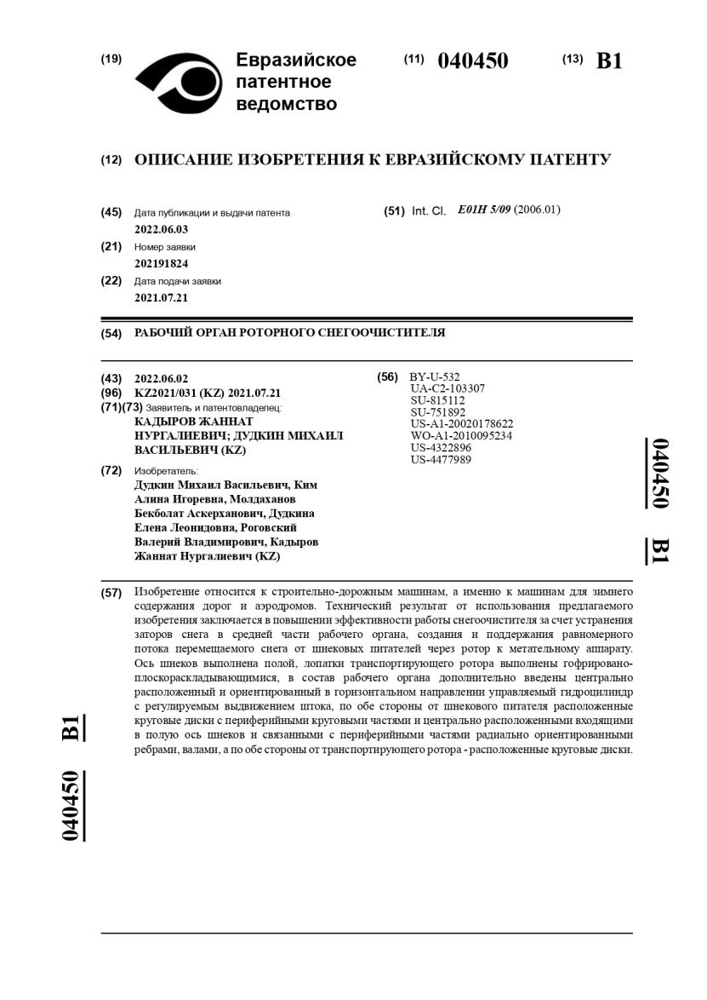 (19)
Евразийское
патентное
ведомство
(11) 040450
(13) B1
(12) ОПИСАНИЕ ИЗОБРЕТЕНИЯ К ЕВРАЗИЙСКОМУ ПАТЕНТУ
(45) Дата публикации и выдачи патента
2022.06.03
(21) Номер заявки
202191824
(22) Дата подачи заявки
2021.07.21
(51) Int. Cl. E01H 5/09 (2006.01)
(54) РАБОЧИЙ ОРГАН РОТОРНОГО СНЕГООЧИСТИТЕЛЯ
(43) 2022.06.02
(96) KZ2021/031 (KZ) 2021.07.21
(71)(73) Заявитель и патентовладелец:
КАДЫРОВ ЖАННАТ
НУРГАЛИЕВИЧ; ДУДКИН МИХАИЛ
ВАСИЛЬЕВИЧ (KZ)
(72) Изобретатель:
Дудкин Михаил Васильевич, Ким
Алина Игоревна, Молдаханов
Бекболат Аскерханович, Дудкина
Елена Леонидовна, Роговский
Валерий Владимирович, Кадыров
Жаннат Нургалиевич (KZ)
(56) BY-U-532
UA-C2-103307
SU-815112
SU-751892
US-A1-20020178622
WO-A1-2010095234
US-4322896
US-4477989
(57) Изобретение относится к строительно-дорожным машинам, а именно к машинам для зимнего
содержания дорог и аэродромов. Технический результат от использования предлагаемого
изобретения заключается в повышении эффективности работы снегоочистителя за счет устранения
заторов снега в средней части рабочего органа, создания и поддержания равномерного
потока перемещаемого снега от шнековых питателей через ротор к метательному аппарату.
Ось шнеков выполнена полой, лопатки транспортирующего ротора выполнены гофрировано-
плоскораскладывающимися, в состав рабочего органа дополнительно введены центрально
расположенный и ориентированный в горизонтальном направлении управляемый гидроцилиндр
с регулируемым выдвижением штока, по обе стороны от шнекового питателя расположенные
круговые диски с периферийными круговыми частями и центрально расположенными входящими
в полую ось шнеков и связанными с периферийными частями радиально ориентированными
ребрами, валами, а по обе стороны от транспортирующего ротора - расположенные круговые диски.
040450 B1
040450 B1